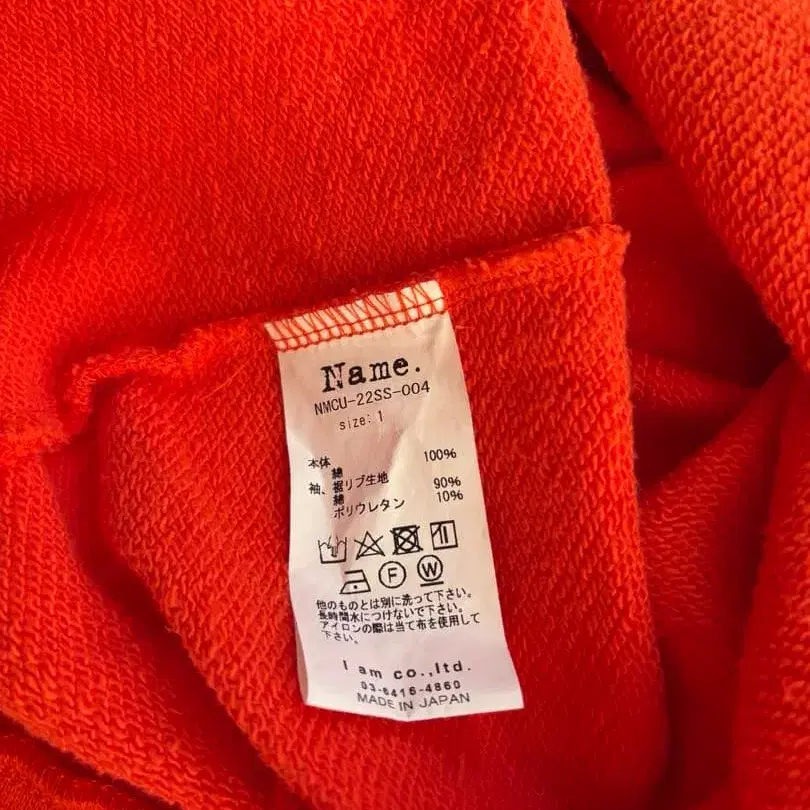 Name.
NMCU-22SS-004
size: 1
本体
綿 100%
袖、裾リブ生地
綿 90%
ポリウレタン 10%
F W
他のものとは別に洗って下さい。
長時間水につけないで下さい。
アイロンの際は当て布を使用して
下さい。
I am co.,ltd.
03-6416-4860
MADE IN JAPAN